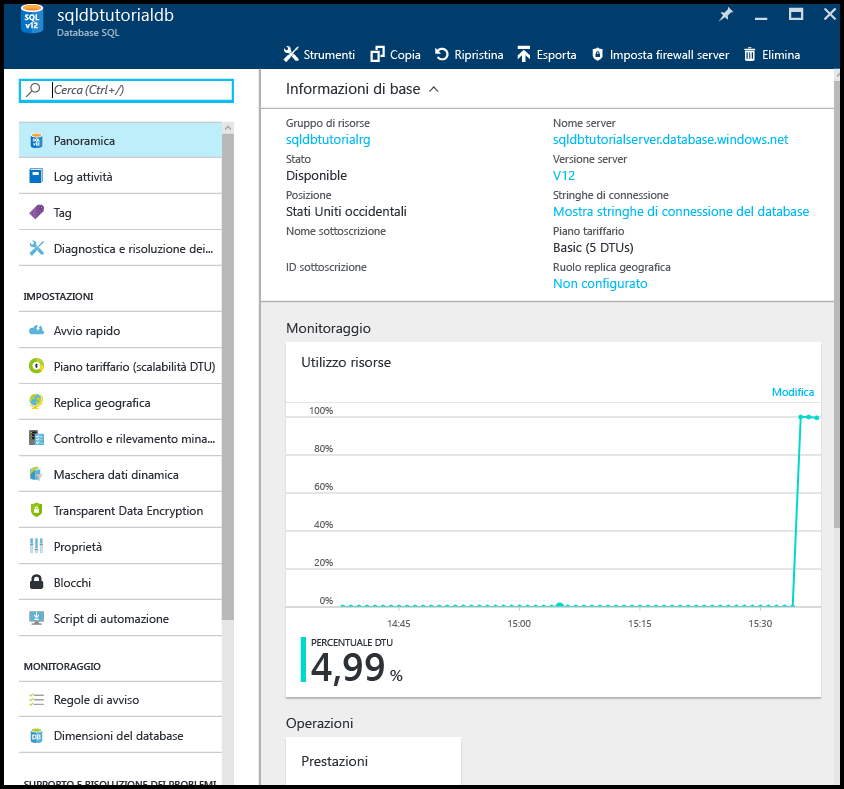 SQL
v12
sqldbtutorialdb
Database SQL
Strumenti
Copia
Ripristina
Esporta
Imposta firewall server
Elimina
Cerca (Ctrl+/)
Panoramica
Log attività
Tag
Diagnostica e risoluzione dei...
IMPOSTAZIONI
Avvio rapido
Piano tariffario (scalabilità DTU)
Replica geografica
Controllo e rilevamento mina...
Maschera dati dinamica
Transparent Data Encryption
Proprietà
Blocchi
Script di automazione
MONITORAGGIO
Regole di avviso
Dimensioni del database
SUPPORTO E RISOLUZIONE DEI PROBLEMI
Informazioni di base
Gruppo di risorse
sqldbtutorialrg
Stato
Disponibile
Posizione
Stati Uniti occidentali
Nome sottoscrizione
ID sottoscrizione
Nome server
sqldbtutorialserver.database.windows.net
Versione server
V12
Stringhe di connessione
Mostra stringhe di connessione del database
Piano tariffario
Basic (5 DTUs)
Ruolo replica geografica
Non configurato
Monitoraggio
Utilizzo risorse
Modifica
100%
80%
60%
40%
20%
0%
14:45
15:00
15:15
15:30
PERCENTUALE DTU
4,99 %
Operazioni
Prestazioni